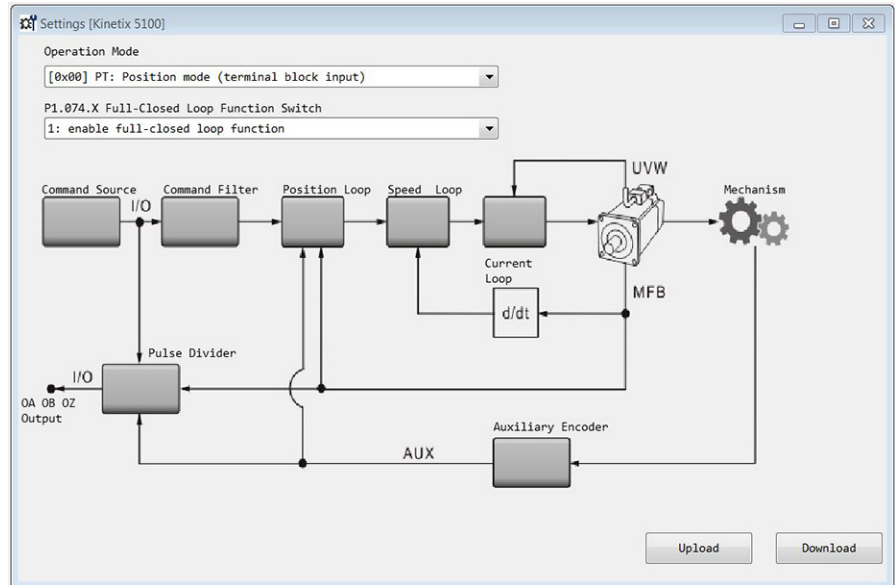 Settings [Kinetix 5100]
Operation Mode
[0x00] PT: Position mode (terminal block input)
P1.074.X Full-Closed Loop Function Switch
1: enable full-closed loop function
UVW
Command Source
Command Filter
Position Loop
Speed Loop
Mechanism
I/O
Current
Loop
MFB
d/dt
Pulse Divider
I/O
OA OB OZ
Output
Auxiliary Encoder
AUX
Upload
Download